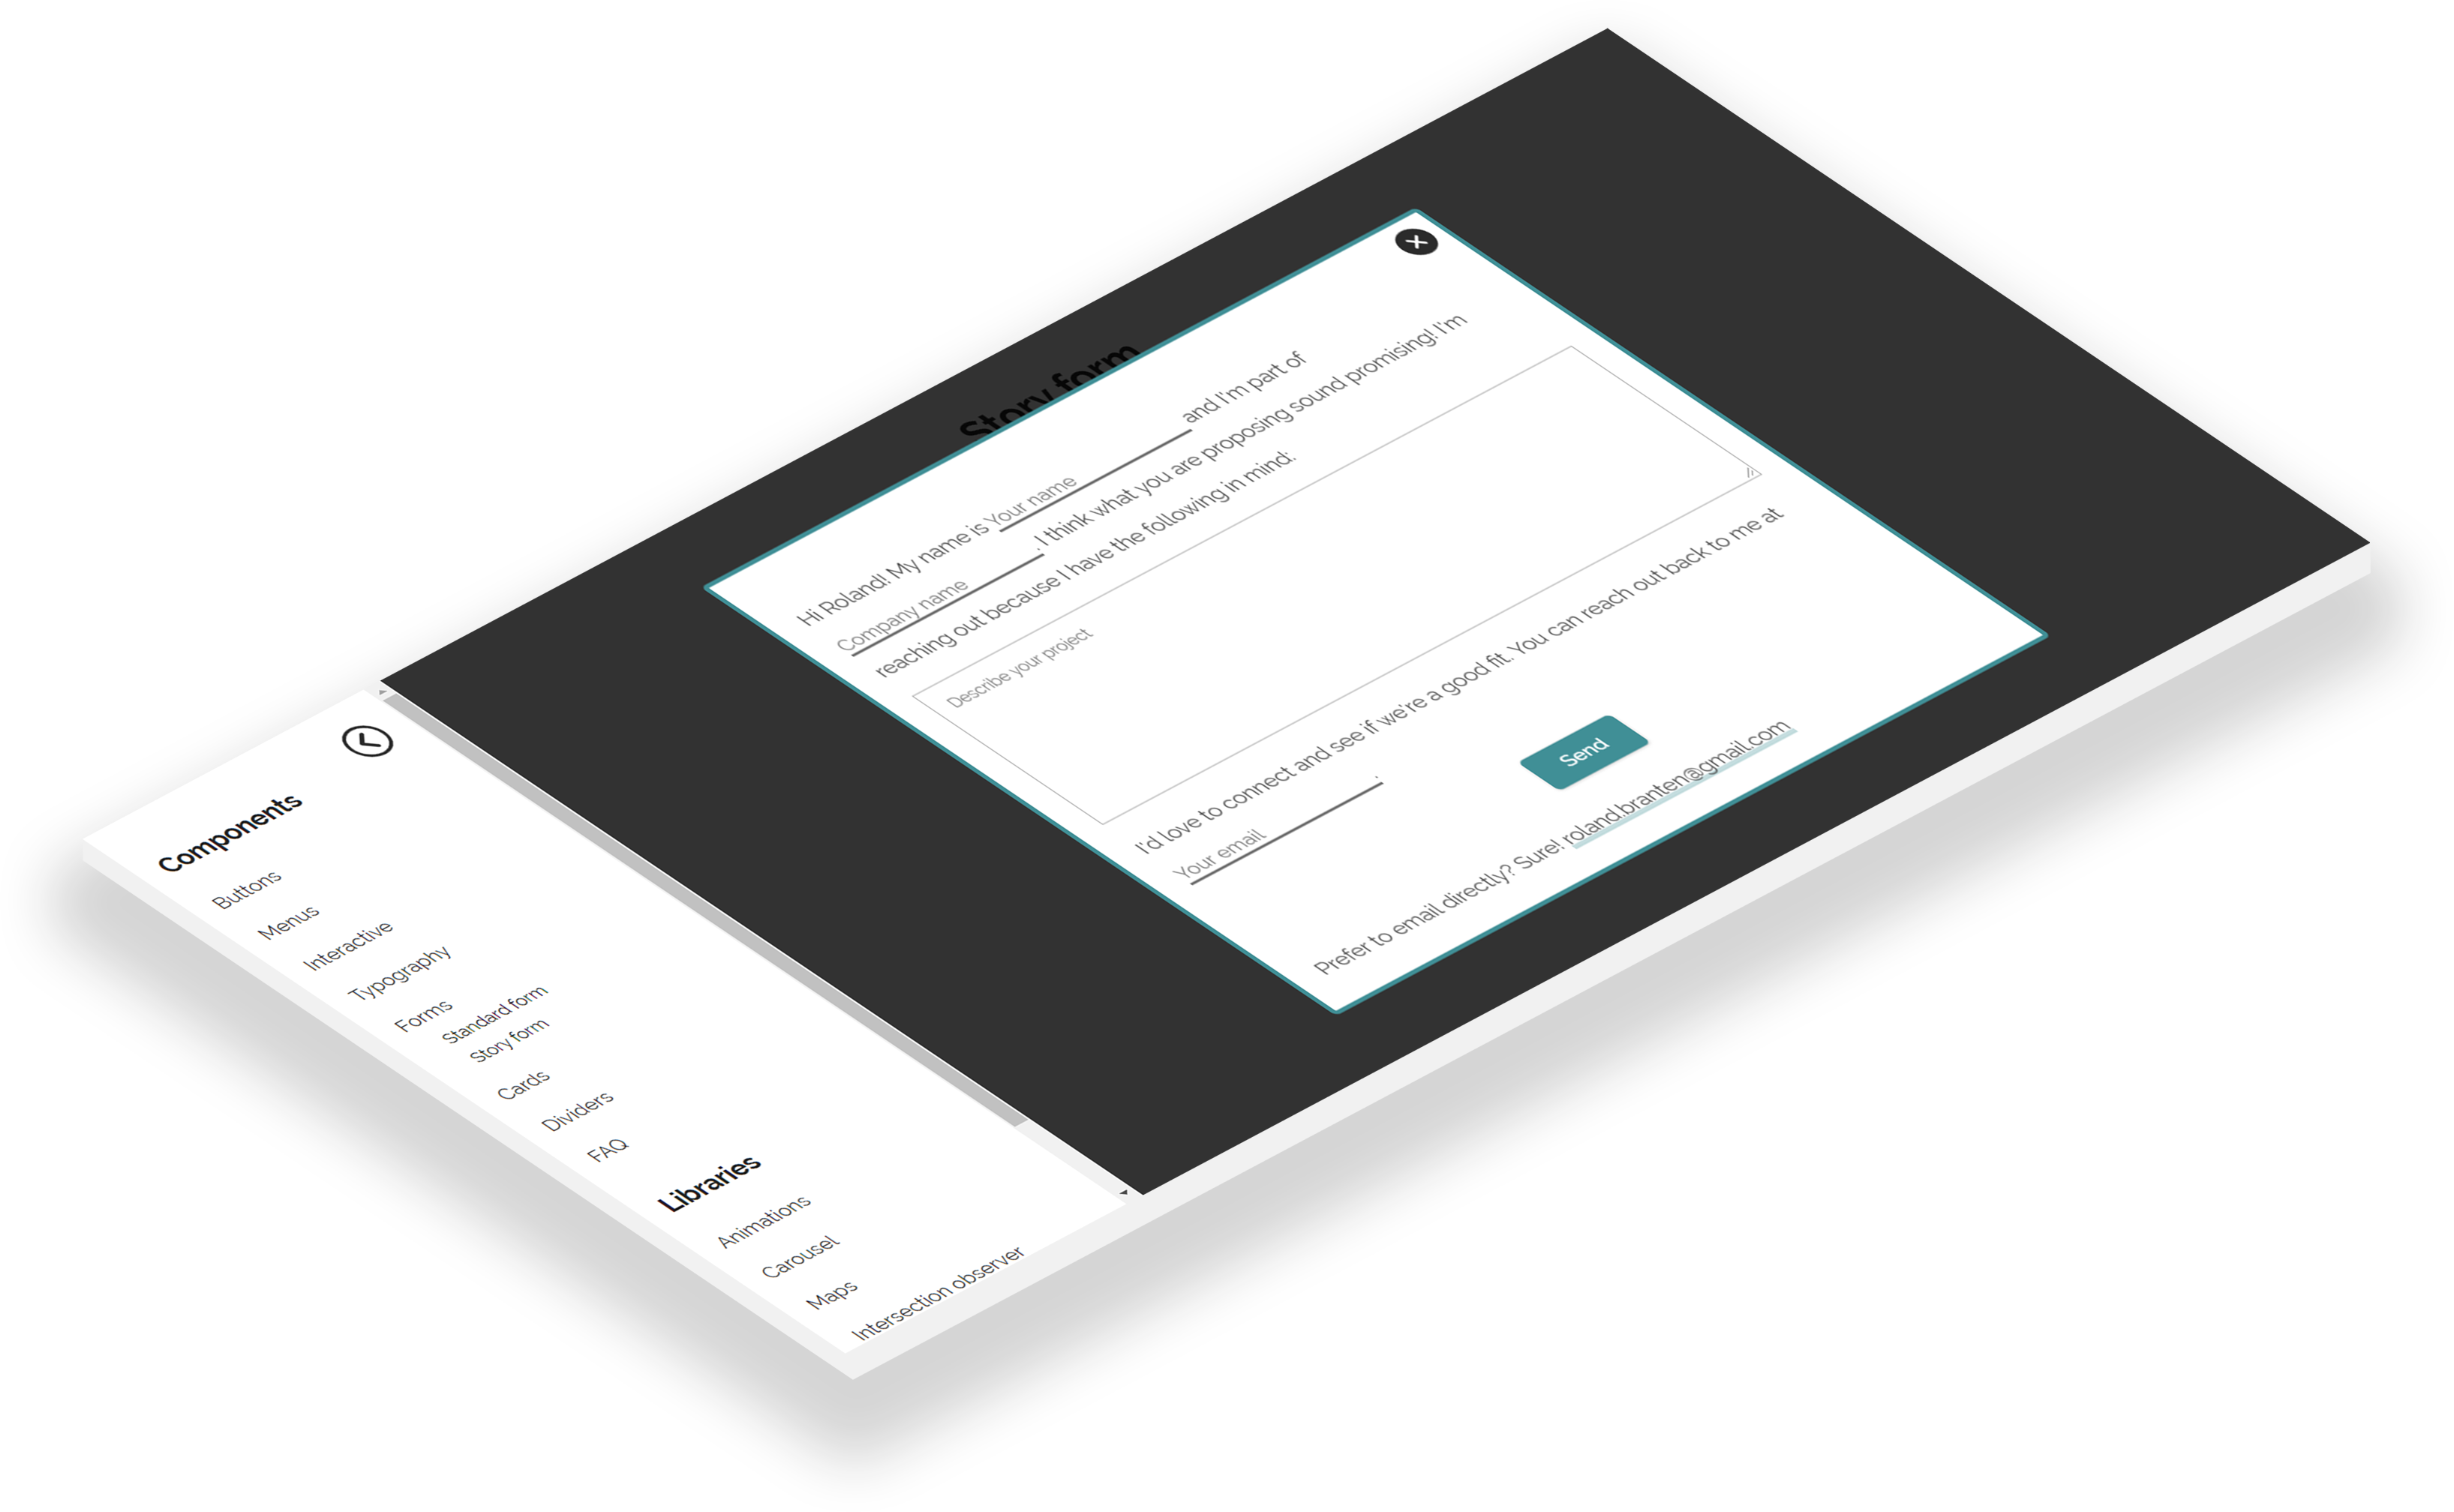 Components
Buttons
Menus
Interactive
Typography
Forms
Standard form
Story form
Cards
Dividers
FAQ
Libraries
Animations
Carousel
Maps
Intersection observer
Story form
Hi Roland! My name is Your name and I'm part of
Company name . I think what you are proposing sound promising! I'm
reaching out because I have the following in mind:
Describe your project
I'd love to connect and see if we're a good fit. You can reach out back to me at
Your email .
Send
Prefer to email directly? Sure! roland.branten@gmail.com